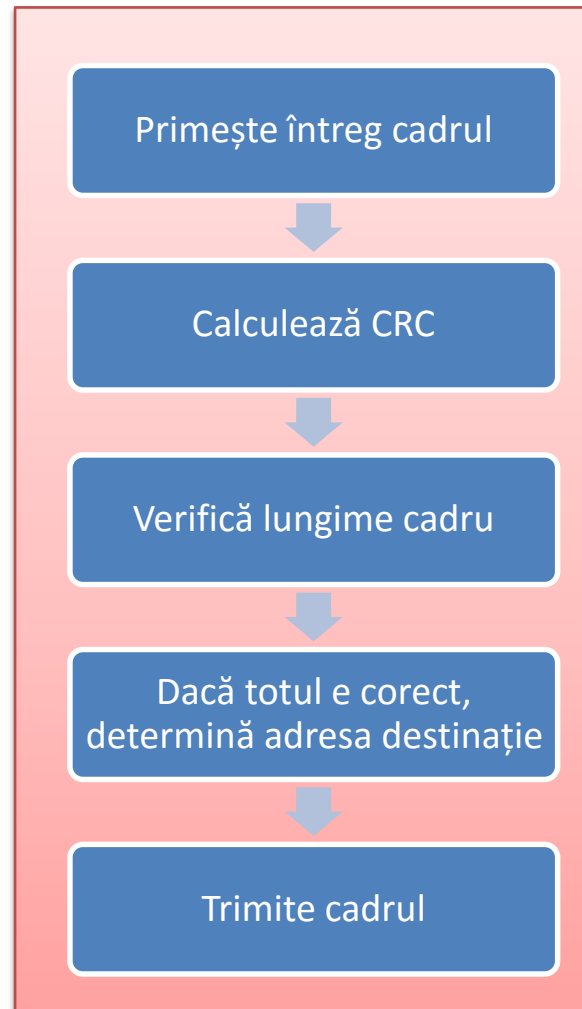 Primește întreg cadrul
Calculează CRC
Verifică lungime cadru
Dacă totul e corect,
determină adresa destinație
Trimite cadrul